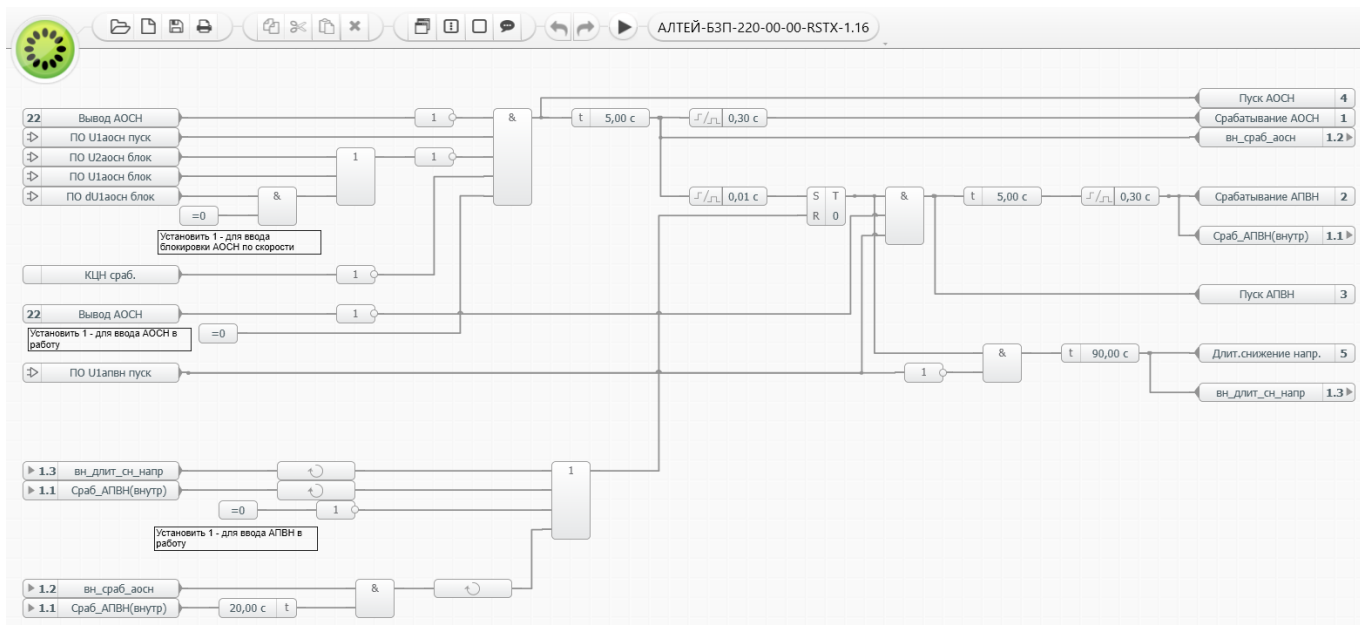 АЛТЕЙ-БЗП-220-00-00-RSTX-1.16
22 Вывод АОСН
1
&
t 5,00 с
0,30 с
Пуск АОСН 4
Срабатывание АОСН 1
вн_сраб_аосн 1.2
ПО U1аосн пуск
ПО U2аосн блок
1
1
ПО U1аосн блок
ПО dU1аосн блок
&
=0
Установить 1 - для ввода
блокировки АОСН по скорости
0,01 с
S T
R 0
&
t 5,00 с
0,30 с
Срабатывание АПВН 2
Сраб_АПВН(внутр) 1.1
КЦН сраб.
1
Пуск АПВН 3
22 Вывод АОСН
1
Установить 1 - для ввода АОСН в
работу
=0
&
t 90,00 с
Длит.снижение напр. 5
ПО U1апвн пуск
1
вн_длит_сн_напр 1.3
1.3 вн_длит_сн_напр
1
1.1 Сраб_АПВН(внутр)
=0
1
Установить 1 - для ввода АПВН в
работу
1.2 вн_сраб_аосн
&
1.1 Сраб_АПВН(внутр)
20,00 с t